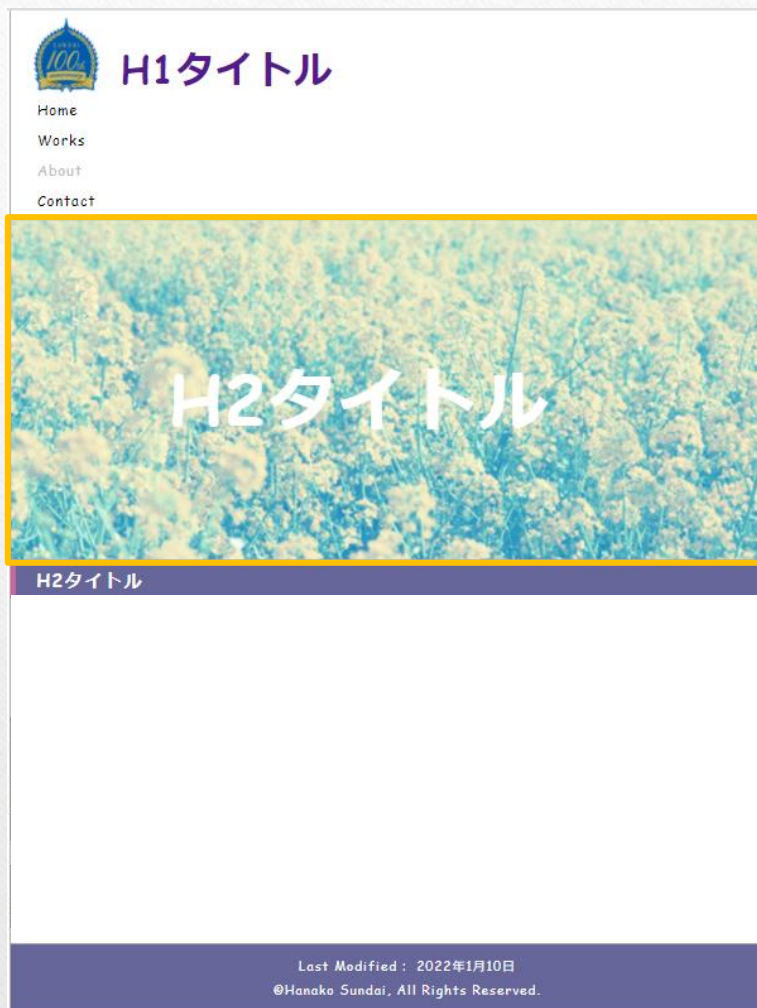 SUNDAI
100th
H1タイトル
Home
Works
About
Contact
H2タイトル
H2タイトル
Last Modified : 2022年1月10日
©Hanako Sundai, All Rights Reserved.